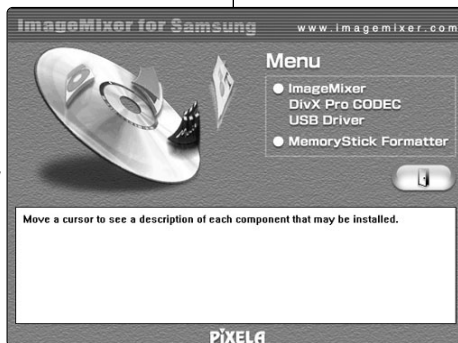 ImageMixer for Samsung
www.imagemixer.com
Menu
ImageMixer
DivX Pro CODEC
USB Driver
MemoryStick Formatter
Move a cursor to see a description of each component that may be installed.
PIXELA